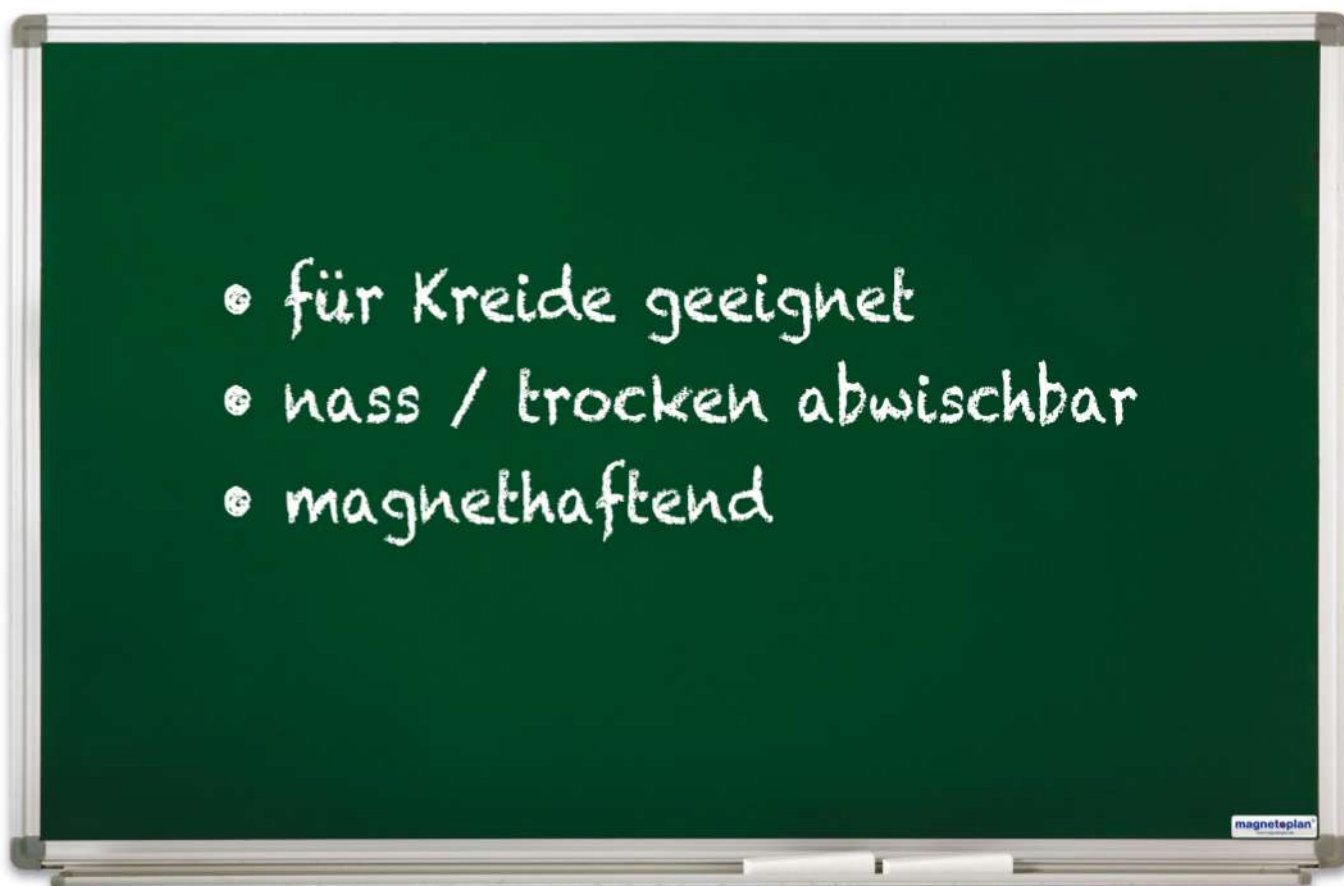 • für Kreide geeignet
• nass / trocken abwischbar
• magnethaftend
magnetoplan®